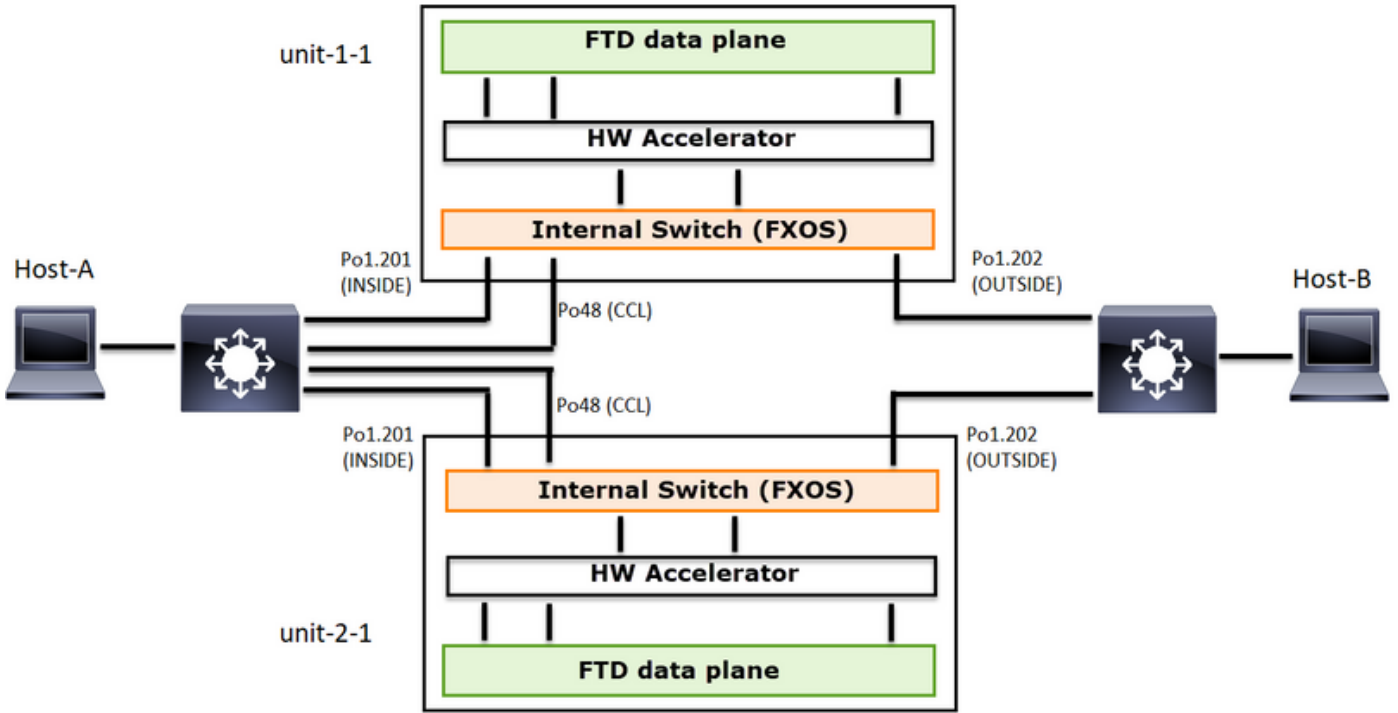 unit-1-1
FTD data plane
HW Accelerator
Internal Switch (FXOS)
Po1.201
(INSIDE)
Po1.202
(OUTSIDE)
Host-A
Host-B
Po48 (CCL)
Po48 (CCL)
Po1.201
(INSIDE)
Po1.202
(OUTSIDE)
Internal Switch (FXOS)
HW Accelerator
unit-2-1
FTD data plane